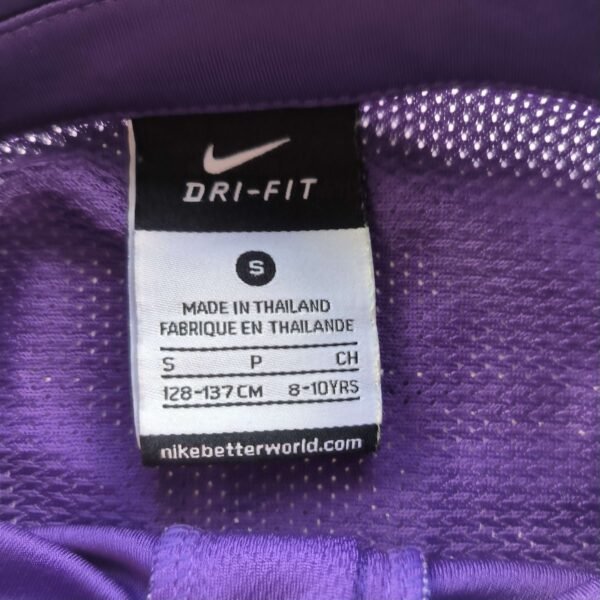 DRI-FIT
S
MADE IN THAILAND
FABRIQUE EN THAILANDE
S P CH
128-137CM 8-10YRS
nikebetterworld.com